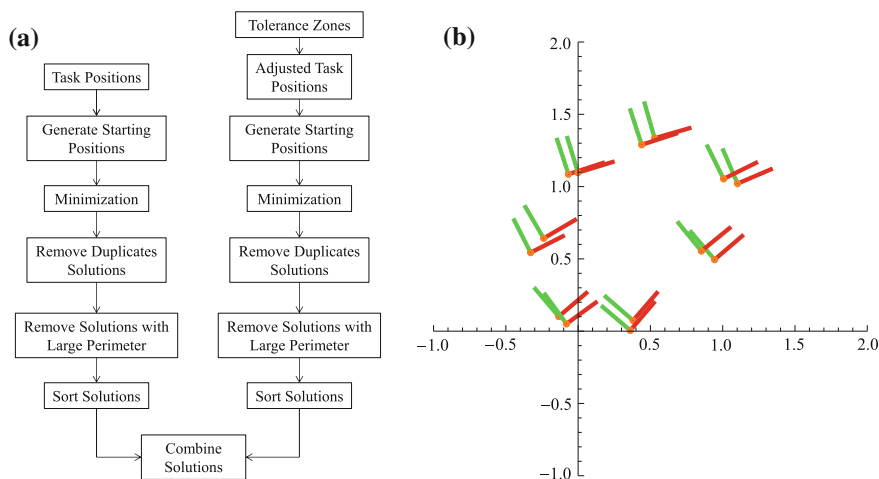 (a)
Task Positions
Generate Starting
Positions
Minimization
Remove Duplicates
Solutions
Remove Solutions with
Large Perimeter
Sort Solutions
Tolerance Zones
Adjusted Task
Positions
Generate Starting
Positions
Minimization
Remove Duplicates
Solutions
Remove Solutions with
Large Perimeter
Sort Solutions
Combine
Solutions
(b)
2.0
1.5
1.0
0.5
−1.0 −0.5 0.5 1.0 1.5 2.0
−0.5
−1.0